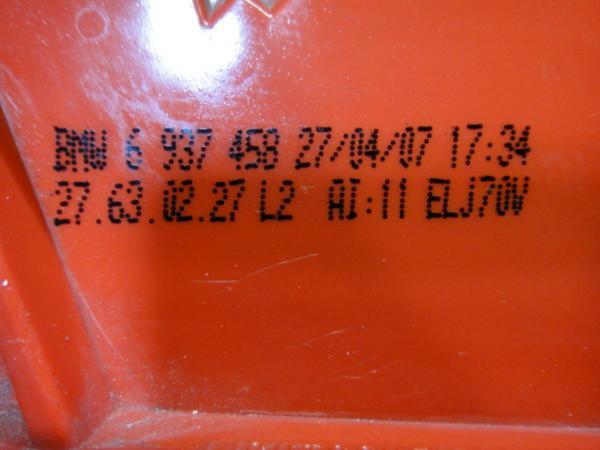 BMW 6 937 458 27/04/07 17:34
27.63.02.27 L2 AI:11 ELJ70V